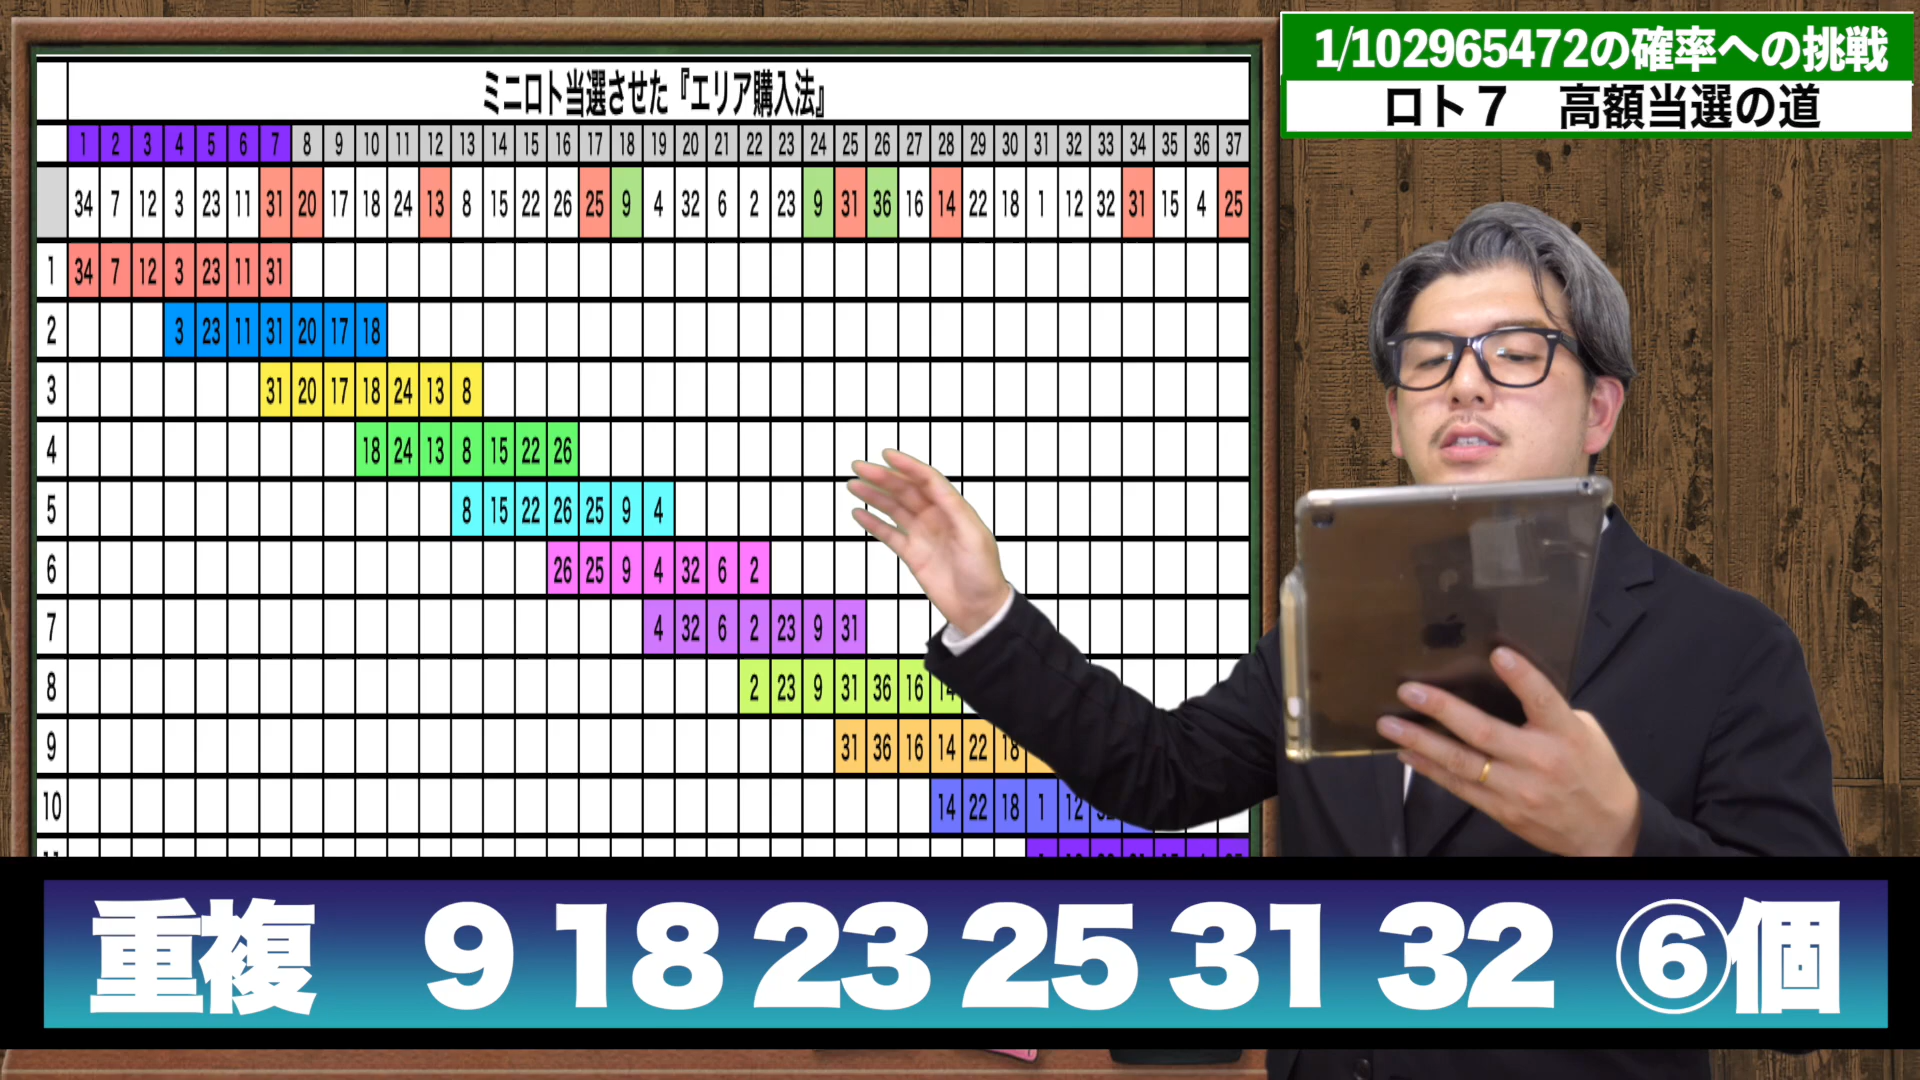 1/102965472の確率への挑戦
ロト７　高額当選の道
ミニロト当選させた『エリア購入法』
1 2 3 4 5 6 7 8 9 10 11 12 13 14 15 16 17 18 19 20 21 22 23 24 25 26 27 28 29 30 31 32 33 34 35 36 37
34 7 12 3 23 11 31 20 17 18 24 13 8 15 22 26 25 9 4 32 6 2 23 9 31 36 16 14 22 18 1 12 32 31 15 4 25
1 34 7 12 3 23 11 31
2 3 23 11 31 20 17 18
3 31 20 17 18 24 13 8
4 18 24 13 8 15 22 26
5 8 15 22 26 25 9 4
6 26 25 9 4 32 6 2
7 4 32 6 2 23 9 31
8 2 23 9 31 36 16 14
9 31 36 16 14 22 18
10 14 22 18 1 12
重複　9 18 23 25 31 32 ⑥個